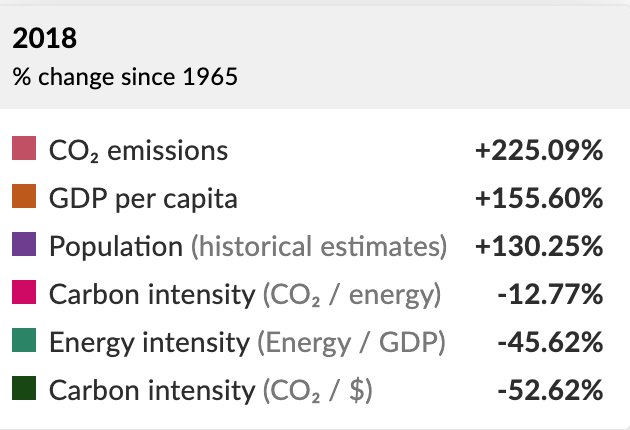 2018
% change since 1965
CO₂ emissions +225.09%
GDP per capita +155.60%
Population (historical estimates) +130.25%
Carbon intensity (CO₂ / energy) -12.77%
Energy intensity (Energy / GDP) -45.62%
Carbon intensity (CO₂ / $) -52.62%